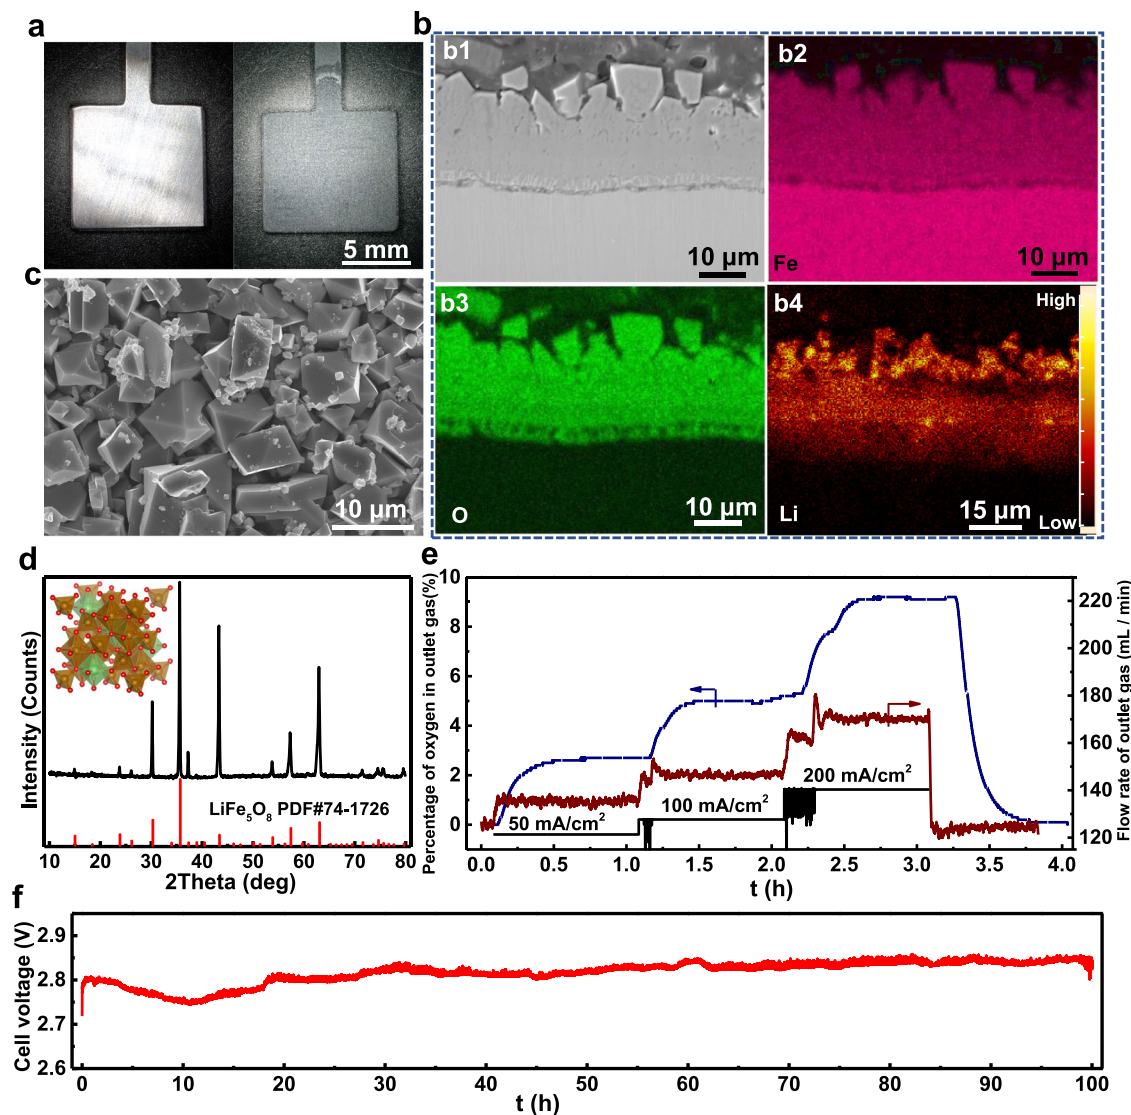 a
5 mm
b
b1
10 μm
b2
Fe
10 μm
b3
O
10 μm
b4
High
Low
Li
15 μm
c
10 μm
d
Intensity (Counts)
LiFe5O8 PDF#74-1726
10 20 30 40 50 60 70 80
2Theta (deg)
e
Percentage of oxygen in outlet gas(%)
10
8
6
4
2
0
50 mA/cm²
100 mA/cm²
200 mA/cm²
220
210
200
190
180
170
160
150
140
130
120
Flow rate of outlet gas (mL / min)
0.0 0.5 1.0 1.5 2.0 2.5 3.0 3.5 4.0
t (h)
f
Cell voltage (V)
2.9
2.8
2.7
2.6
0 10 20 30 40 50 60 70 80 90 100
t (h)